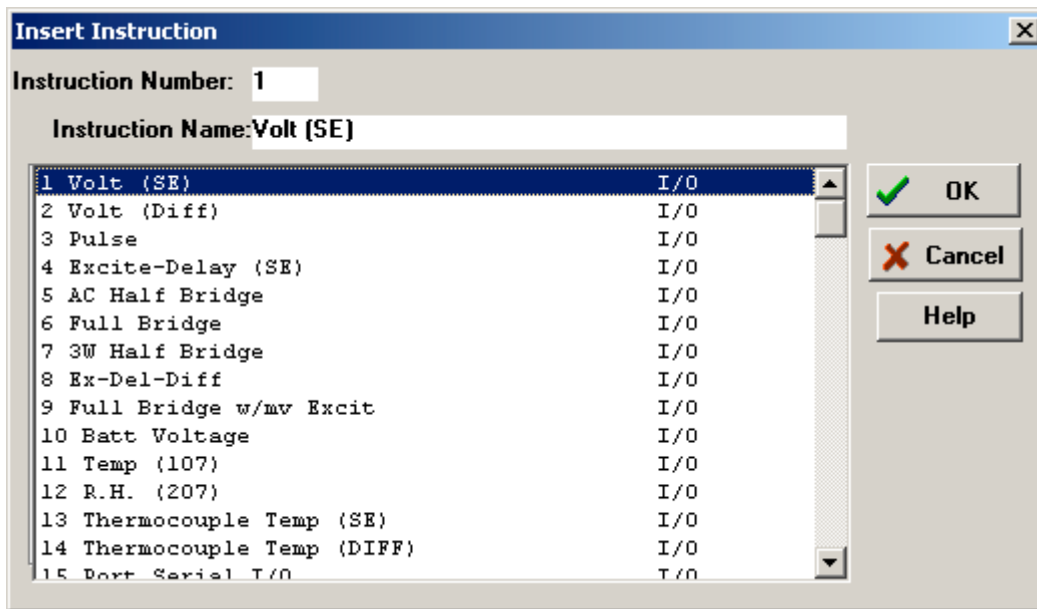 Insert Instruction
Instruction Number: 1
Instruction Name: Volt (SE)
1 Volt (SE) I/O
2 Volt (Diff) I/O
3 Pulse I/O
4 Excite-Delay (SE) I/O
5 AC Half Bridge I/O
6 Full Bridge I/O
7 3W Half Bridge I/O
8 Ex-Del-Diff I/O
9 Full Bridge w/mv Excit I/O
10 Batt Voltage I/O
11 Temp (107) I/O
12 R.H. (207) I/O
13 Thermocouple Temp (SE) I/O
14 Thermocouple Temp (DIFF) I/O
15 Port Serial I/O I/O
OK
Cancel
Help